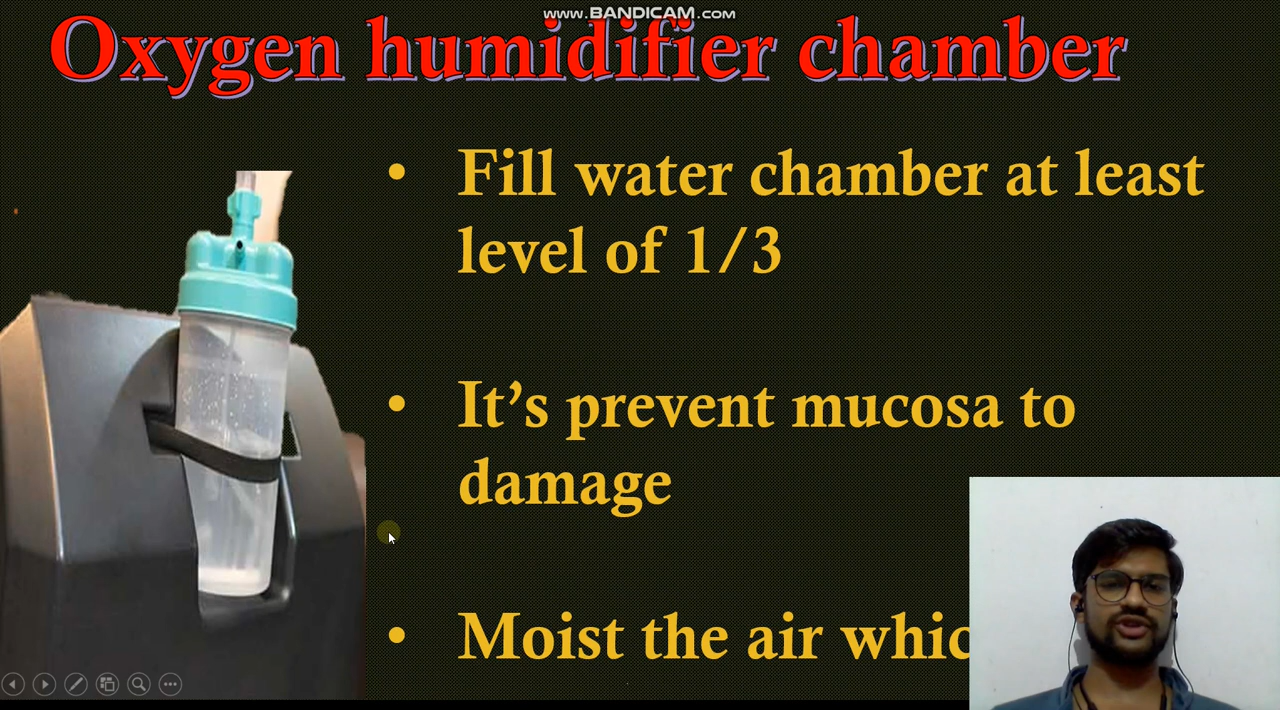 www.BANDICAM.com
Oxygen humidifier chamber
• Fill water chamber at least
level of 1/3
• It’s prevent mucosa to
damage
• Moist the air